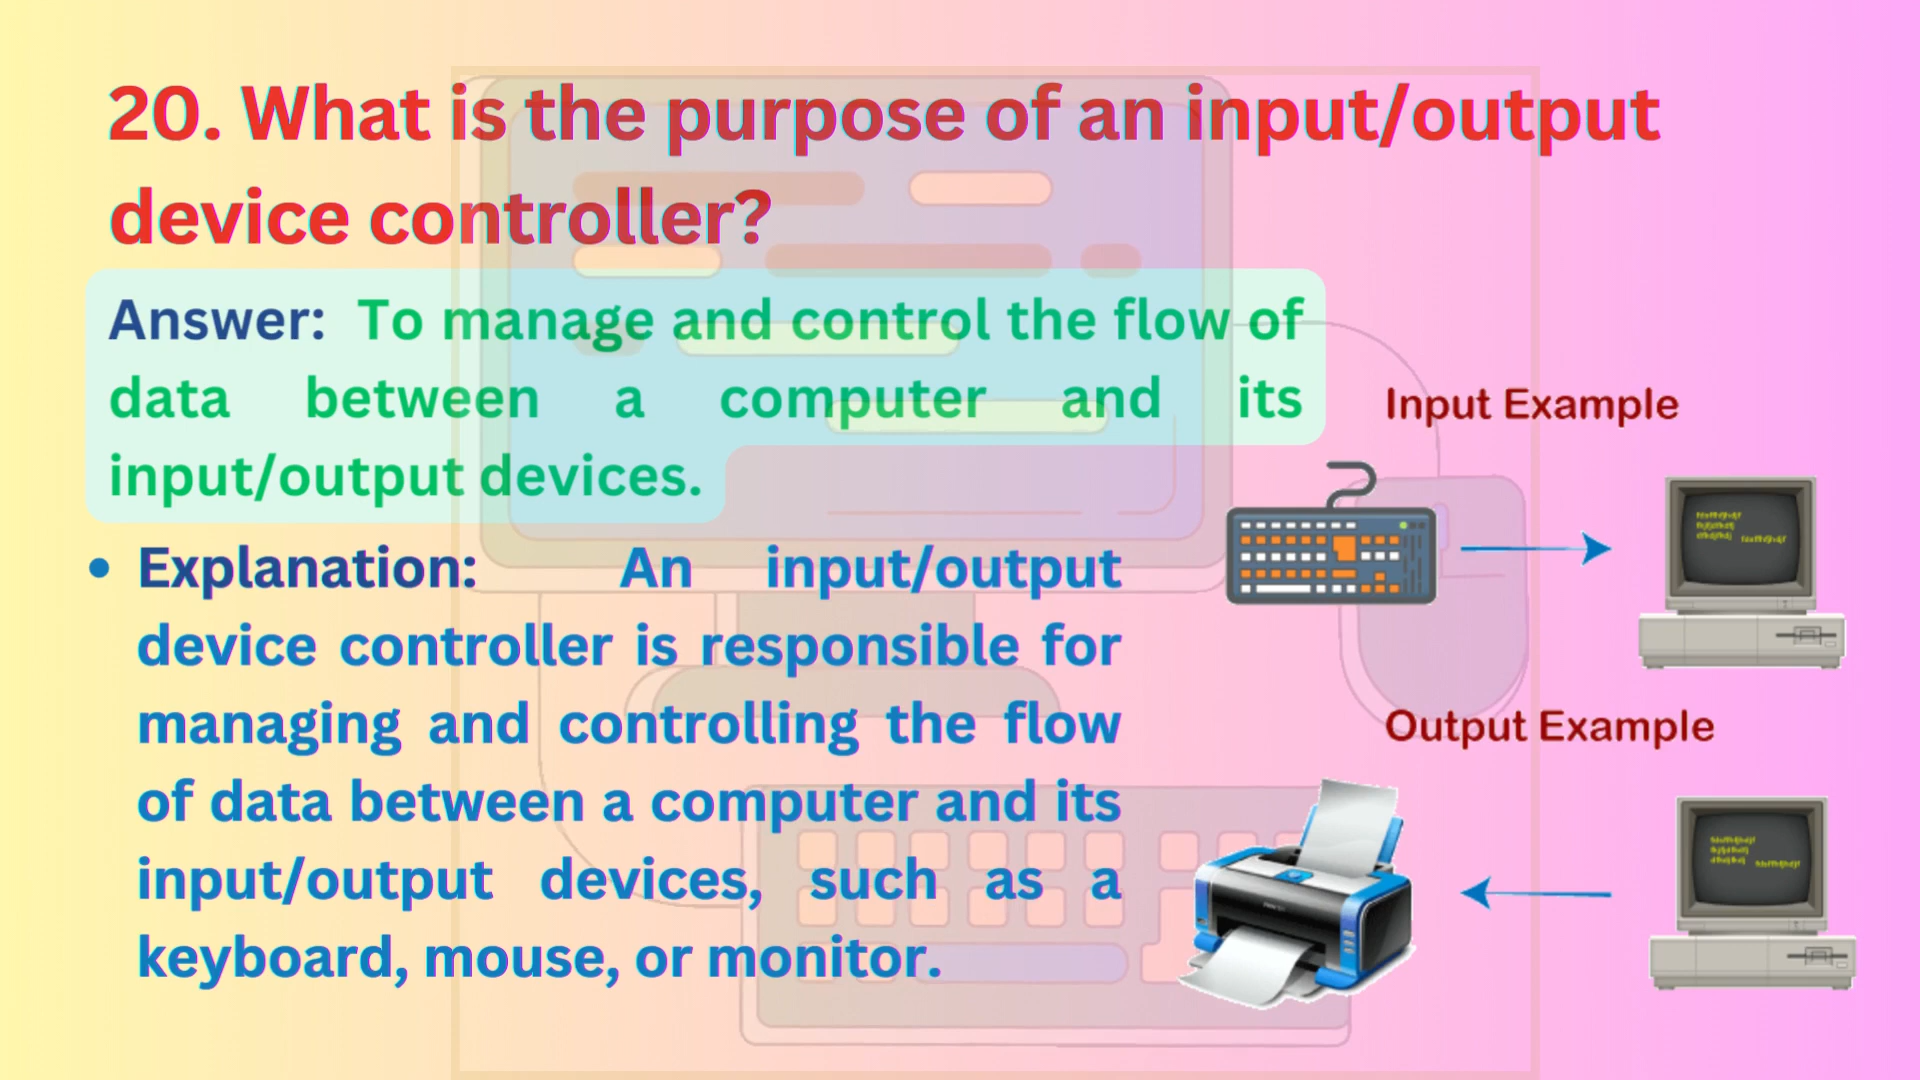 20. What is the purpose of an input/output
device controller?
Answer: To manage and control the flow of
data between a computer and its
input/output devices.
• Explanation: An input/output
device controller is responsible for
managing and controlling the flow
of data between a computer and its
input/output devices, such as a
keyboard, mouse, or monitor.
Input Example
Output Example